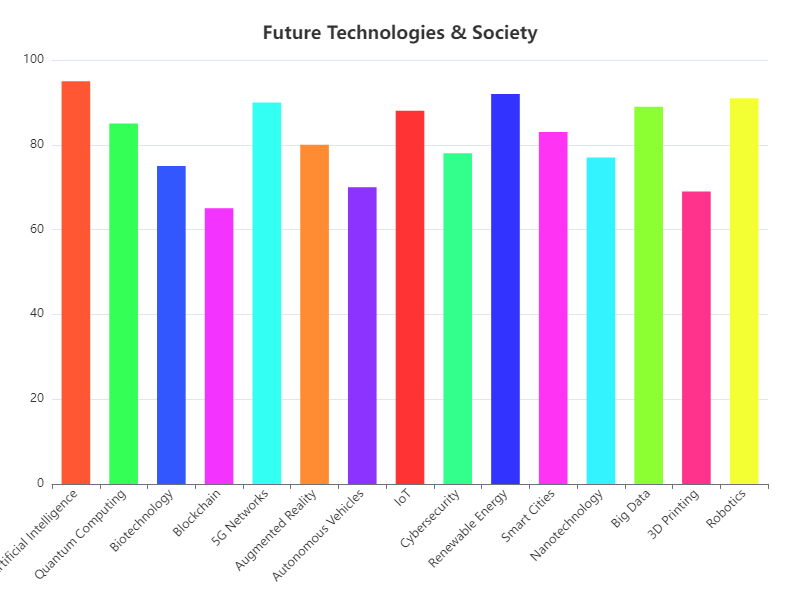 Future Technologies & Society
100
80
60
40
20
0
tificial Intelligence
Quantum Computing
Biotechnology
Blockchain
5G Networks
Augmented Reality
Autonomous Vehicles
IoT
Cybersecurity
Renewable Energy
Smart Cities
Nanotechnology
Big Data
3D Printing
Robotics